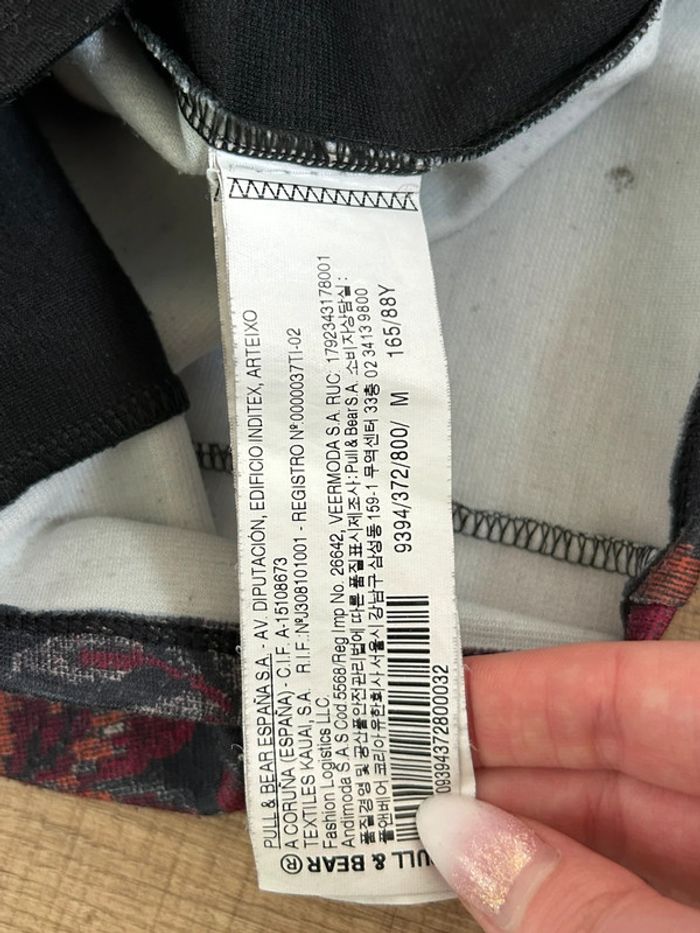 PULL & BEAR ESPAÑA S.A. - AV. DIPUTACIÓN, EDIFICIO INDITEX, ARTEIXO
A CORUÑA (ESPAÑA) - C.I.F. A-15108673
TEXTILES KAUAI, S.A. R.I.F.:NºJ308101001 - REGISTRO Nº.0000037TI-02
Fashion Logistics LLC.
Andimoda S A S Cod 5568/Reg Imp No. 26642, VEERMODA S.A. RUC: 1792343178001
품질경영 및 공산품안전관리법에 다른 품질표시제조사:Pull & Bear S.A. 소비자상담실 :
풀앤베어 코리아유한회사 서울시 강남구 삼성동 159-1 무역센터 33층 02 3413 9800
9394/372/800/ M 165/88Y
09394372800032
ULL & BEAR ®